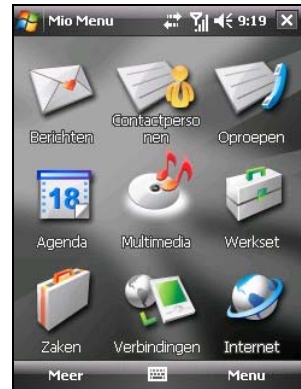 Mio Menu 9:19
Berichten
Contactperso
nen
Oproepen
18
Agenda
Multimedia
Werkset
Zaken
Verbindingen
Internet
Meer
Menu